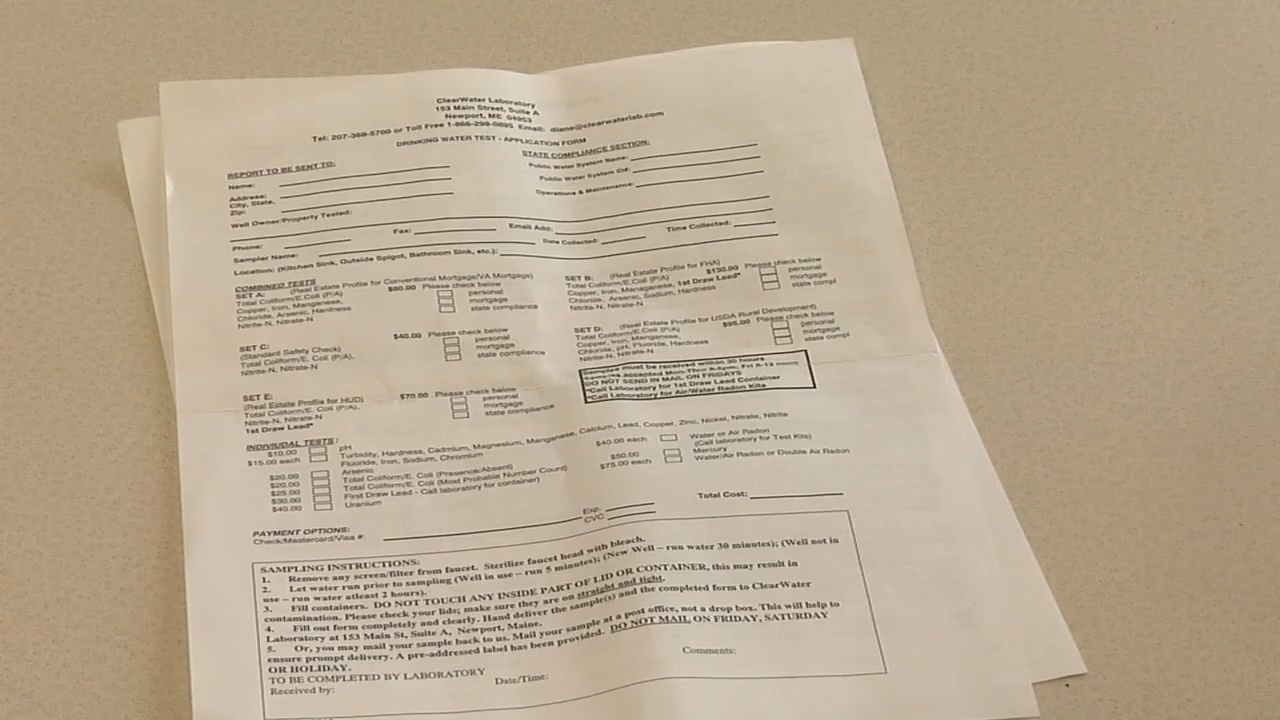 ClearWater Laboratory
153 Main Street, Suite A
Newport, ME 04953
Tel: 207-368-5700 or Toll Free 1-866-298-0895 Email: diane@clearwaterlab.com
DRINKING WATER TEST - APPLICATION FORM
REPORT TO BE SENT TO:
Name:
Address:
City, State,
Zip:
STATE COMPLIANCE SECTION:
Public Water System Name:
Public Water System ID#:
Operations & Maintenance:
Well Owner/Property Tested:
Phone: Fax: Email Add:
Sampler Name: Date Collected: Time Collected:
Location: (Kitchen Sink, Outside Spigot, Bathroom Sink, etc.):
COMBINED TESTS
SET A: (Real Estate Profile for Conventional Mortgage/VA Mortgage)
Total Coliform/E.Coli (P/A) $80.00 Please check below
Copper, Iron, Manganese, personal
Chloride, Arsenic, Hardness mortgage
Nitrite-N, Nitrate-N state compliance
SET B: (Real Estate Profile for FHA)
Total Coliform/E.Coli (P/A) $130.00 Please check below
Copper, Iron, Managanese, 1st Draw Lead* personal
Chloride, Arsenic, Sodium, Hardness mortgage
Nitrite-N, Nitrate-N state compl
SET C: $40.00 Please check below
(Standard Safety Check) personal
Total Coliform/E.Coli (P/A), mortgage
Nitrite-N, Nitrate-N state compliance
SET D: (Real Estate Profile for USDA Rural Development)
Total Coliform/E.Coli (P/A) $95.00 Please check below
Copper, Iron, Manganese, personal
Chloride, pH, Fluoride, Hardness mortgage
Nitrite-N, Nitrate-N state compl
Samples must be received within 30 hours
DO NOT SEND IN MAIL ON FRIDAYS
*Call Laboratory for 1st Draw Lead Container
*Call Laboratory for Air/Water Radon Kits
SET E: $70.00 Please check below
(Real Estate Profile for HUD) personal
Total Coliform/E. Coli (P/A), mortgage
Nitrite-N, Nitrate-N state compliance
1st Draw Lead*
INDIVIUDAL TESTS:
$10.00 pH
$15.00 each Turbidity, Hardness, Cadmium, Magnesium, Manganese, Calcium, Lead, Copper, Zinc, Nickel, Nitrate, Nitrite
Fluoride, Iron, Sodium, Chromium
$20.00 Arsenic
$20.00 Total Coliform/E. Coli (Presence/Absent)
$25.00 Total Coliform/E. Coli (Most Probable Number Count)
$30.00 First Draw Lead - Call laboratory for container)
$40.00 Uranium
$40.00 each Water or Air Radon
(Call laboratory for Test Kits)
$50.00 Mercury
$75.00 each Water/Air Radon or Double Air Radon
Total Cost:
PAYMENT OPTIONS:
Check/Mastercard/Visa #: Exp.
CVC
SAMPLING INSTRUCTIONS:
1. Remove any screen/filter from faucet. Sterilize faucet head with bleach.
2. Let water run prior to sampling (Well in use – run 5 minutes); (New Well – run water 30 minutes); (Well not in
use – run water atleast 2 hours).
3. Fill containers. DO NOT TOUCH ANY INSIDE PART OF LID OR CONTAINER, this may result in
contamination. Please check your lids; make sure they are on straight and tight.
4. Fill out form completely and clearly. Hand deliver the sample(s) and the completed form to ClearWater
Laboratory at 153 Main St, Suite A, Newport, Maine.
5. Or, you may mail your sample back to us. Mail your sample at a post office, not a drop box. This will help to
ensure prompt delivery. A pre-addressed label has been provided. DO NOT MAIL ON FRIDAY, SATURDAY
OR HOLIDAY.
TO BE COMPLETED BY LABORATORY
Received by: Date/Time: Comments: